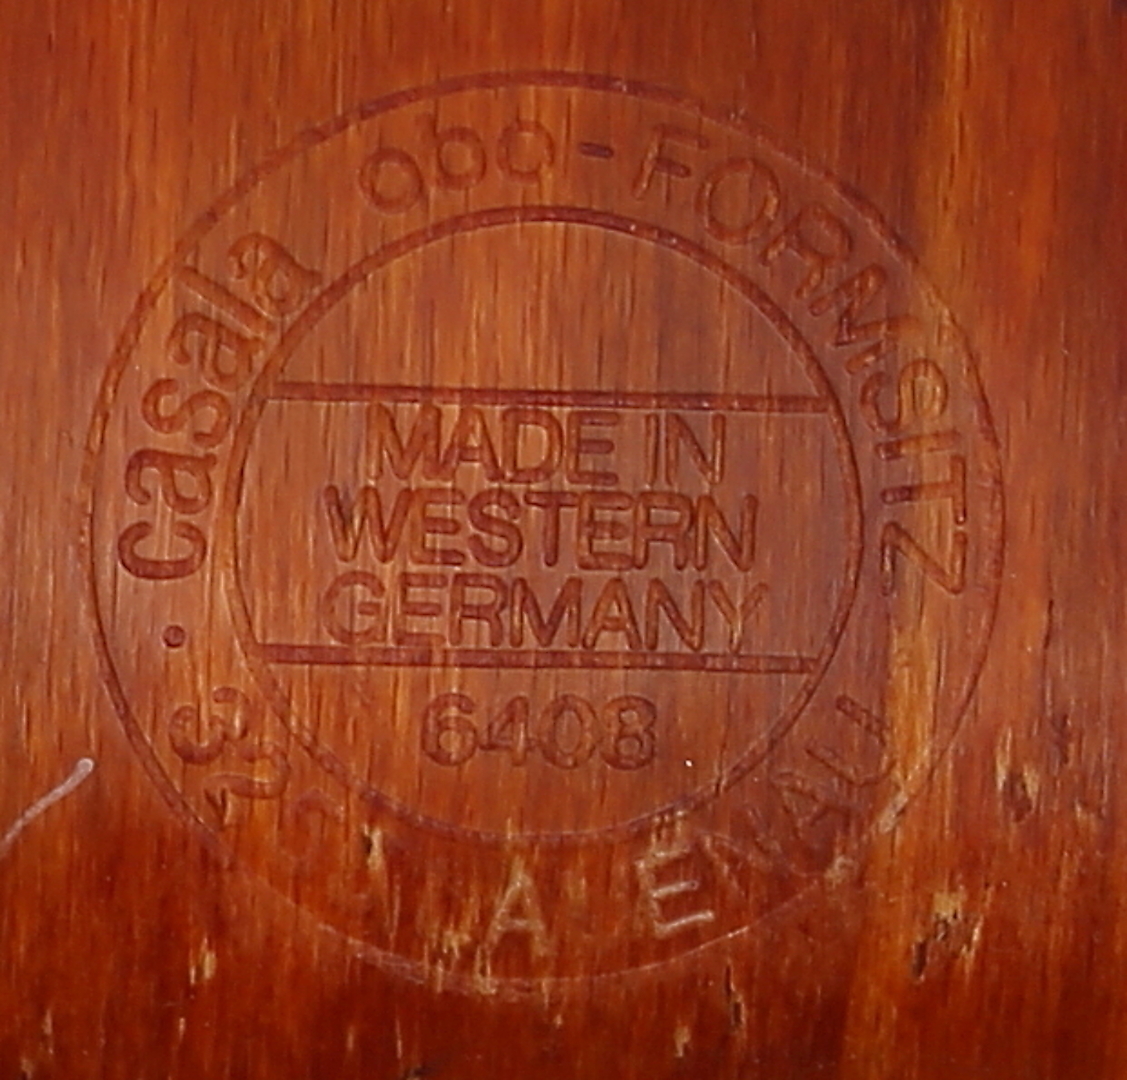 casala obo-FORMSITZ
MADE IN
WESTERN
GERMANY
6408